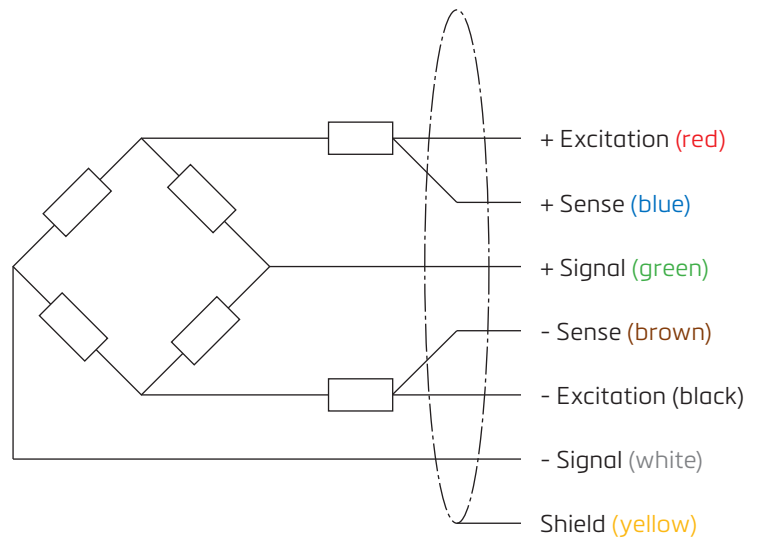 + Excitation (red)
+ Sense (blue)
+ Signal (green)
- Sense (brown)
- Excitation (black)
- Signal (white)
Shield (yellow)